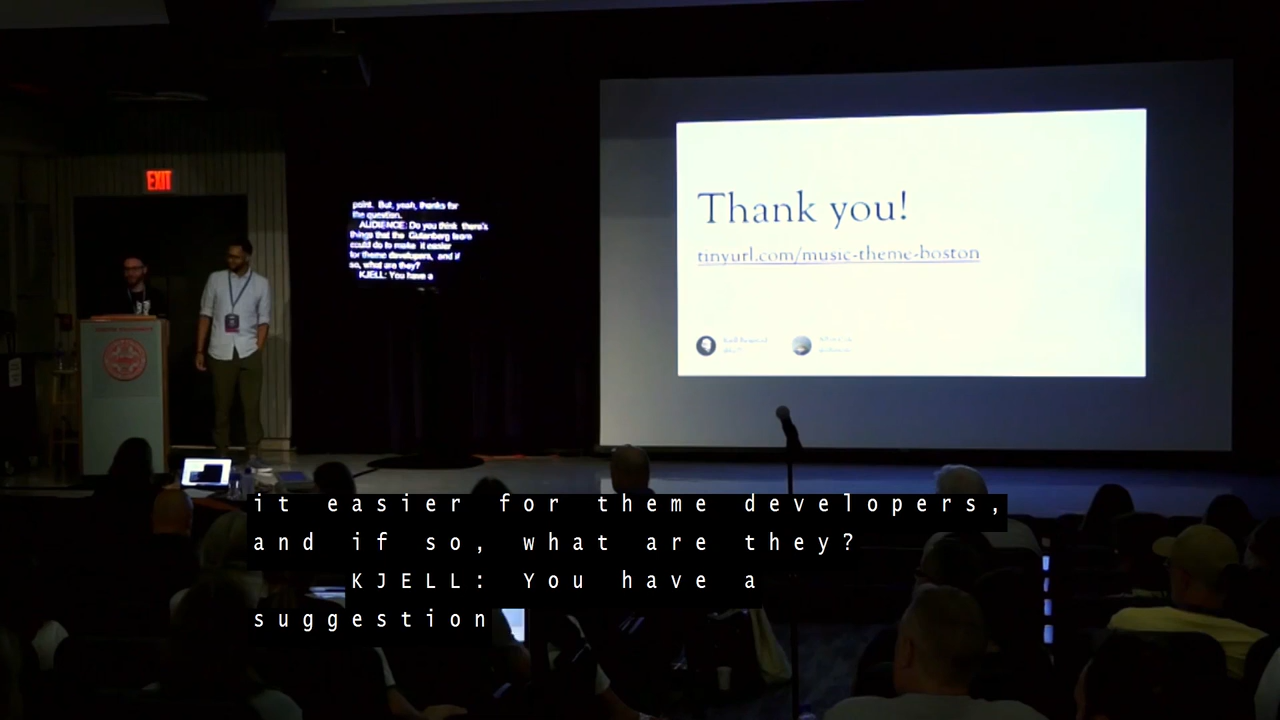 EXIT
point. But, yeah, thanks for
the question.
AUDIENCE: Do you think there's
things that the Gutenberg team
could do to make it easier
for theme developers, and if
so, what are they?
KJELL: You have a
Thank you!
tinyurl.com/music-theme-boston
it easier for theme developers,
and if so, what are they?
KJELL: You have a
suggestion